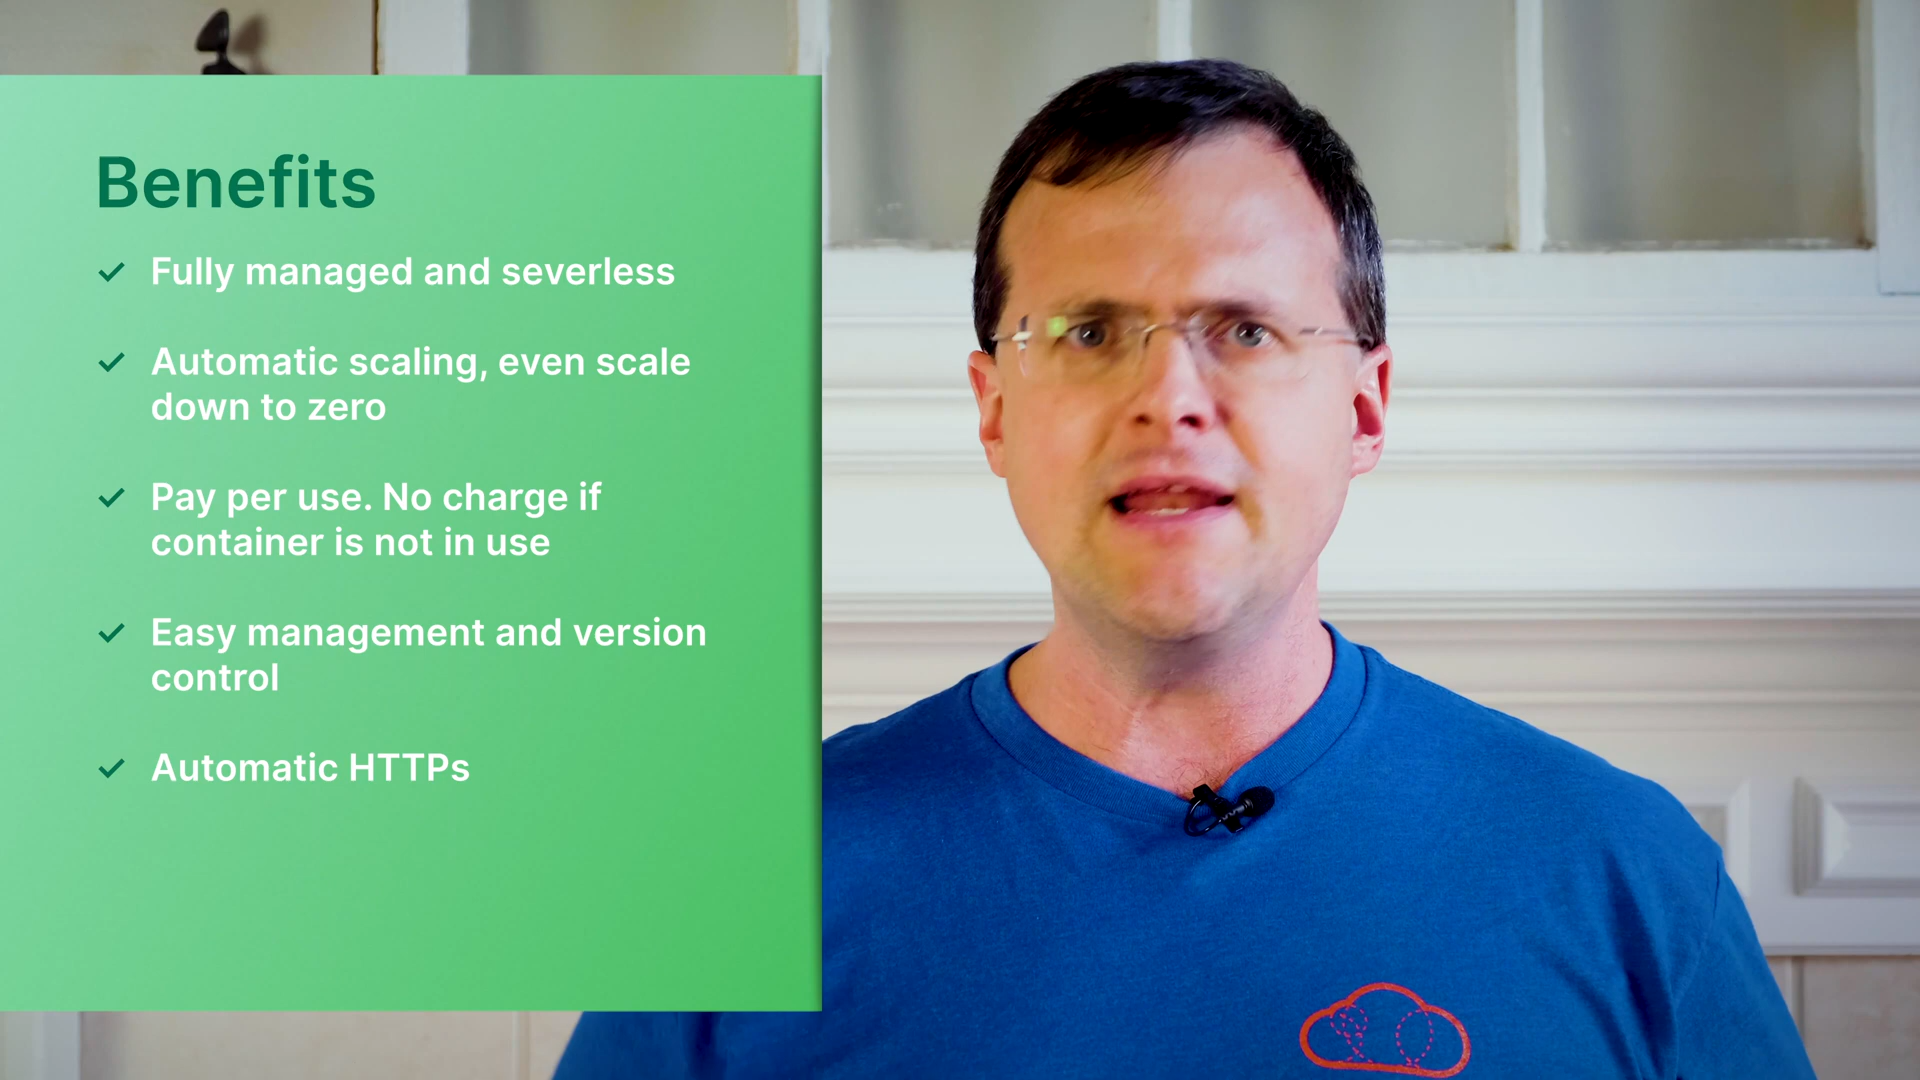 Benefits
Fully managed and severless
Automatic scaling, even scale
down to zero
Pay per use. No charge if
container is not in use
Easy management and version
control
Automatic HTTPs